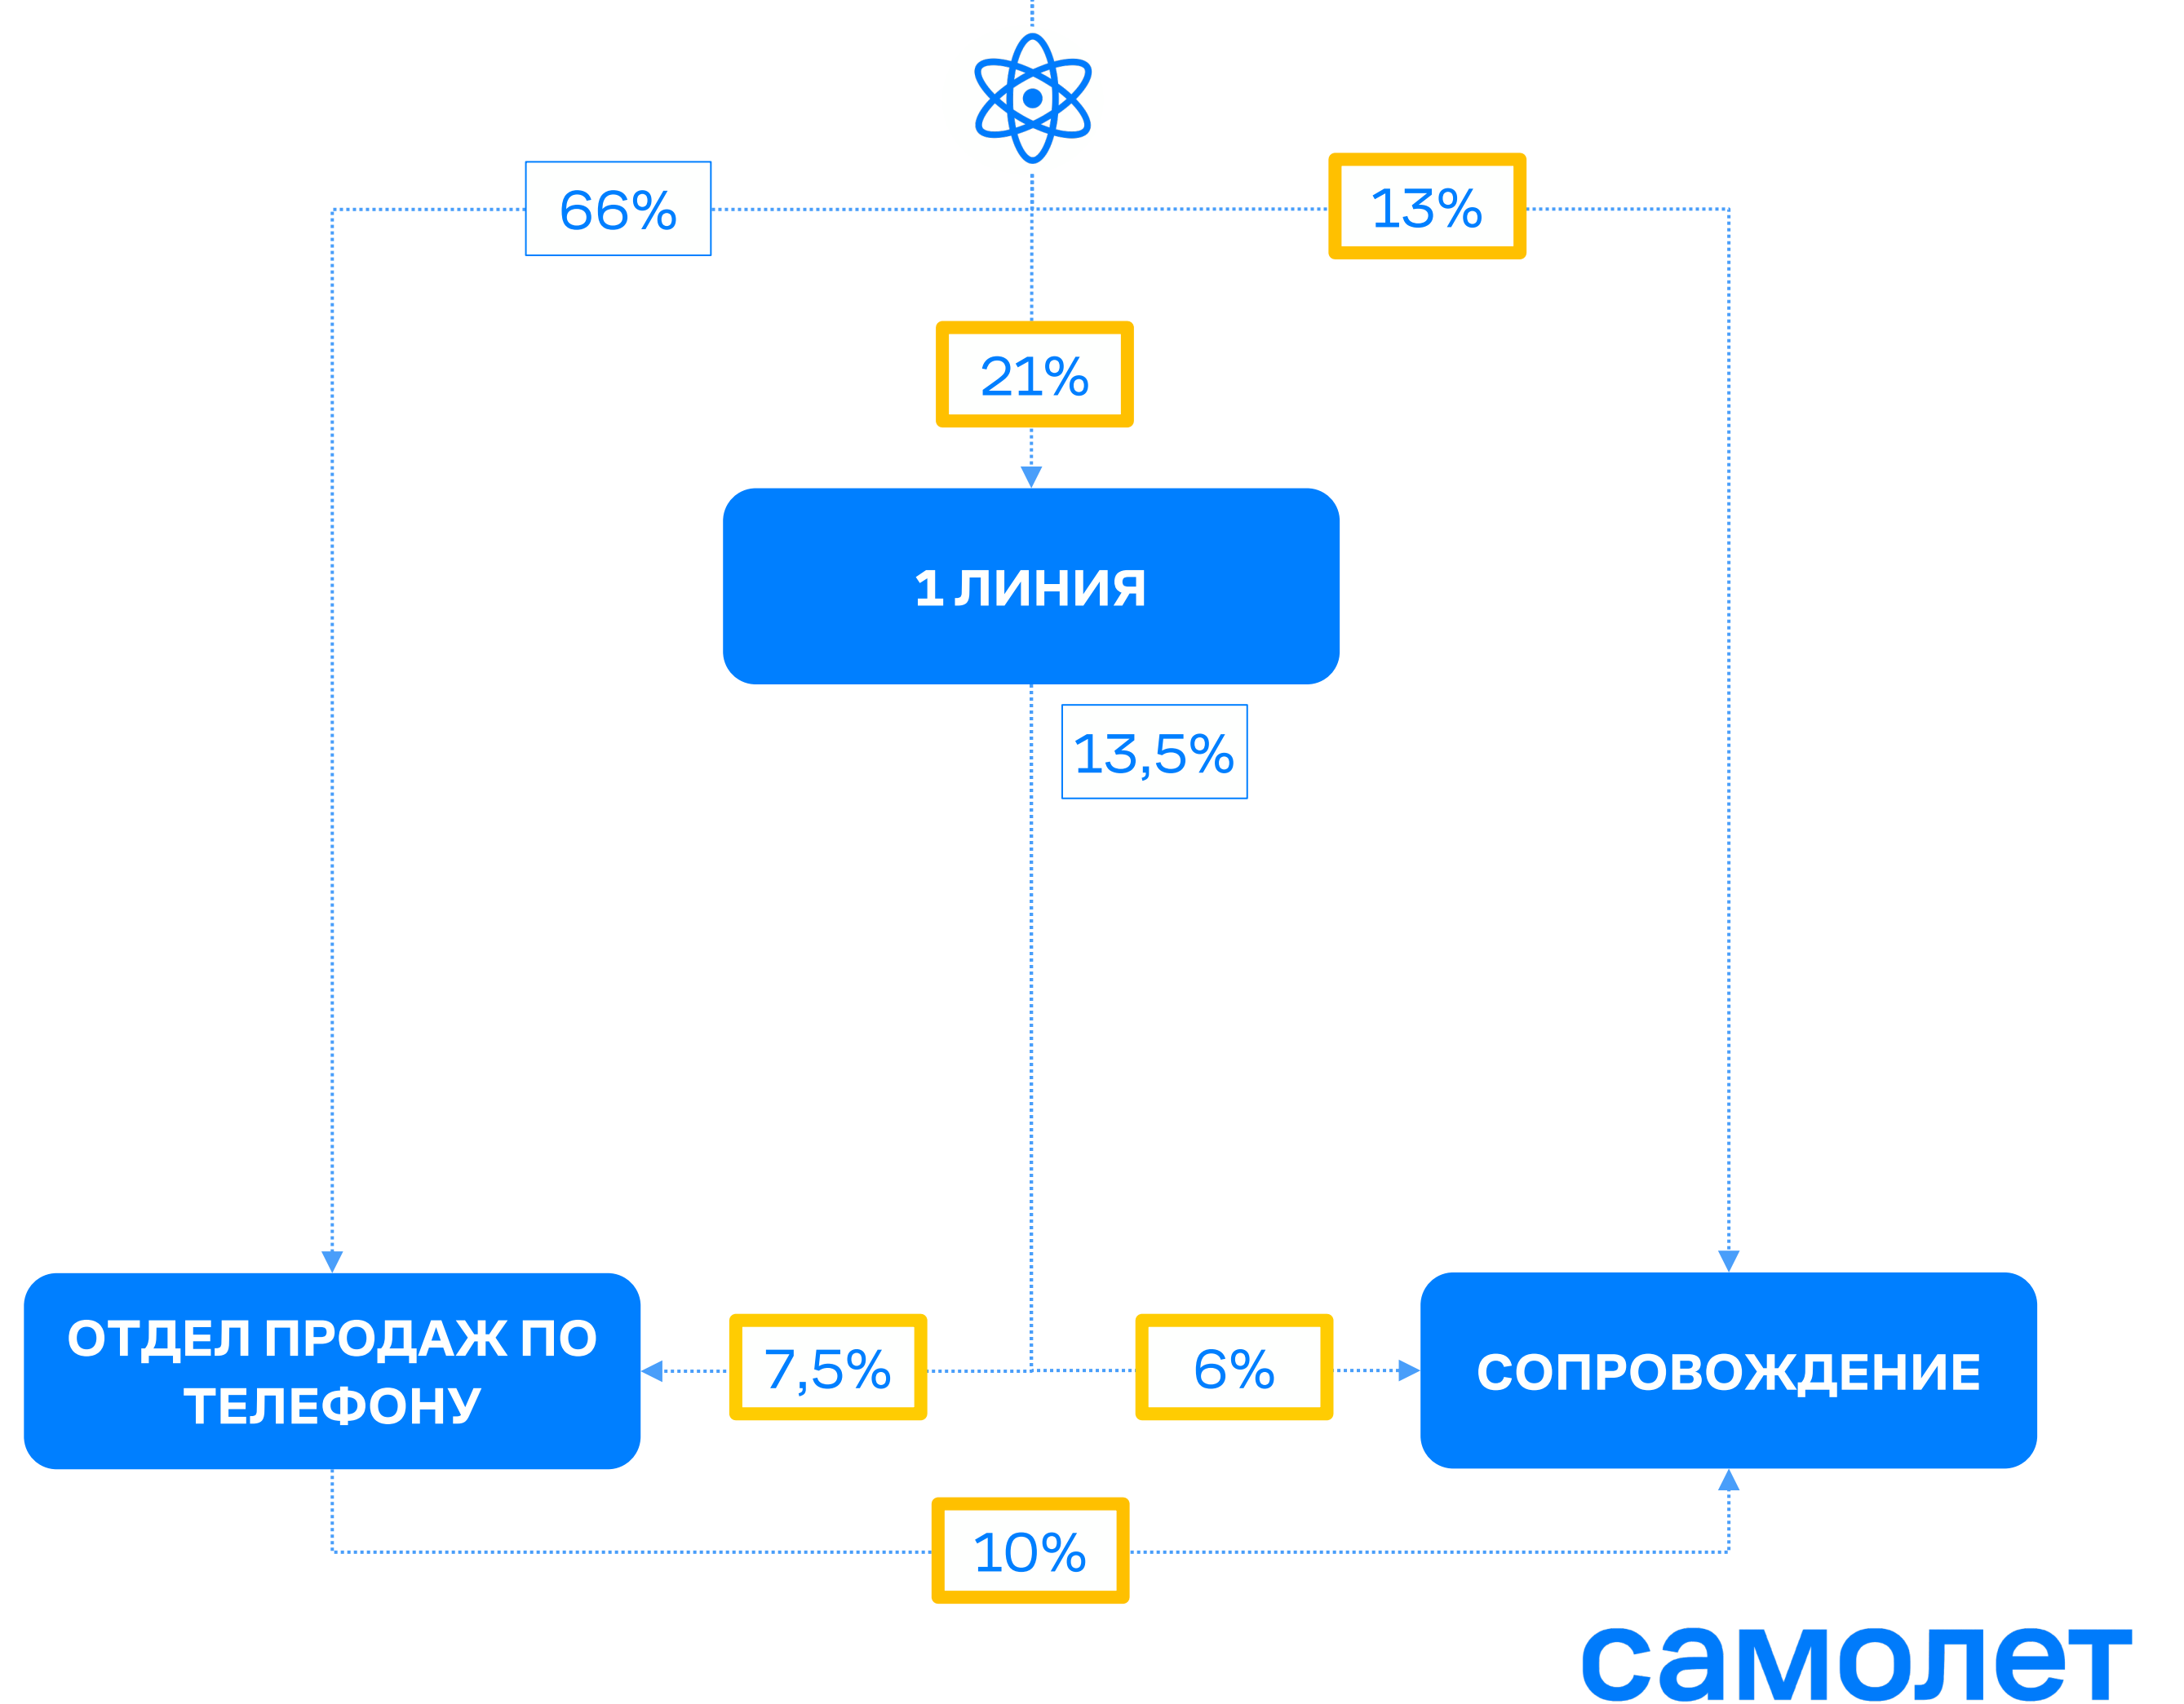 66%
13%
21%
1 ЛИНИЯ
13,5%
ОТДЕЛ ПРОДАЖ ПО
ТЕЛЕФОНУ
7,5%
6%
СОПРОВОЖДЕНИЕ
10%
самолет